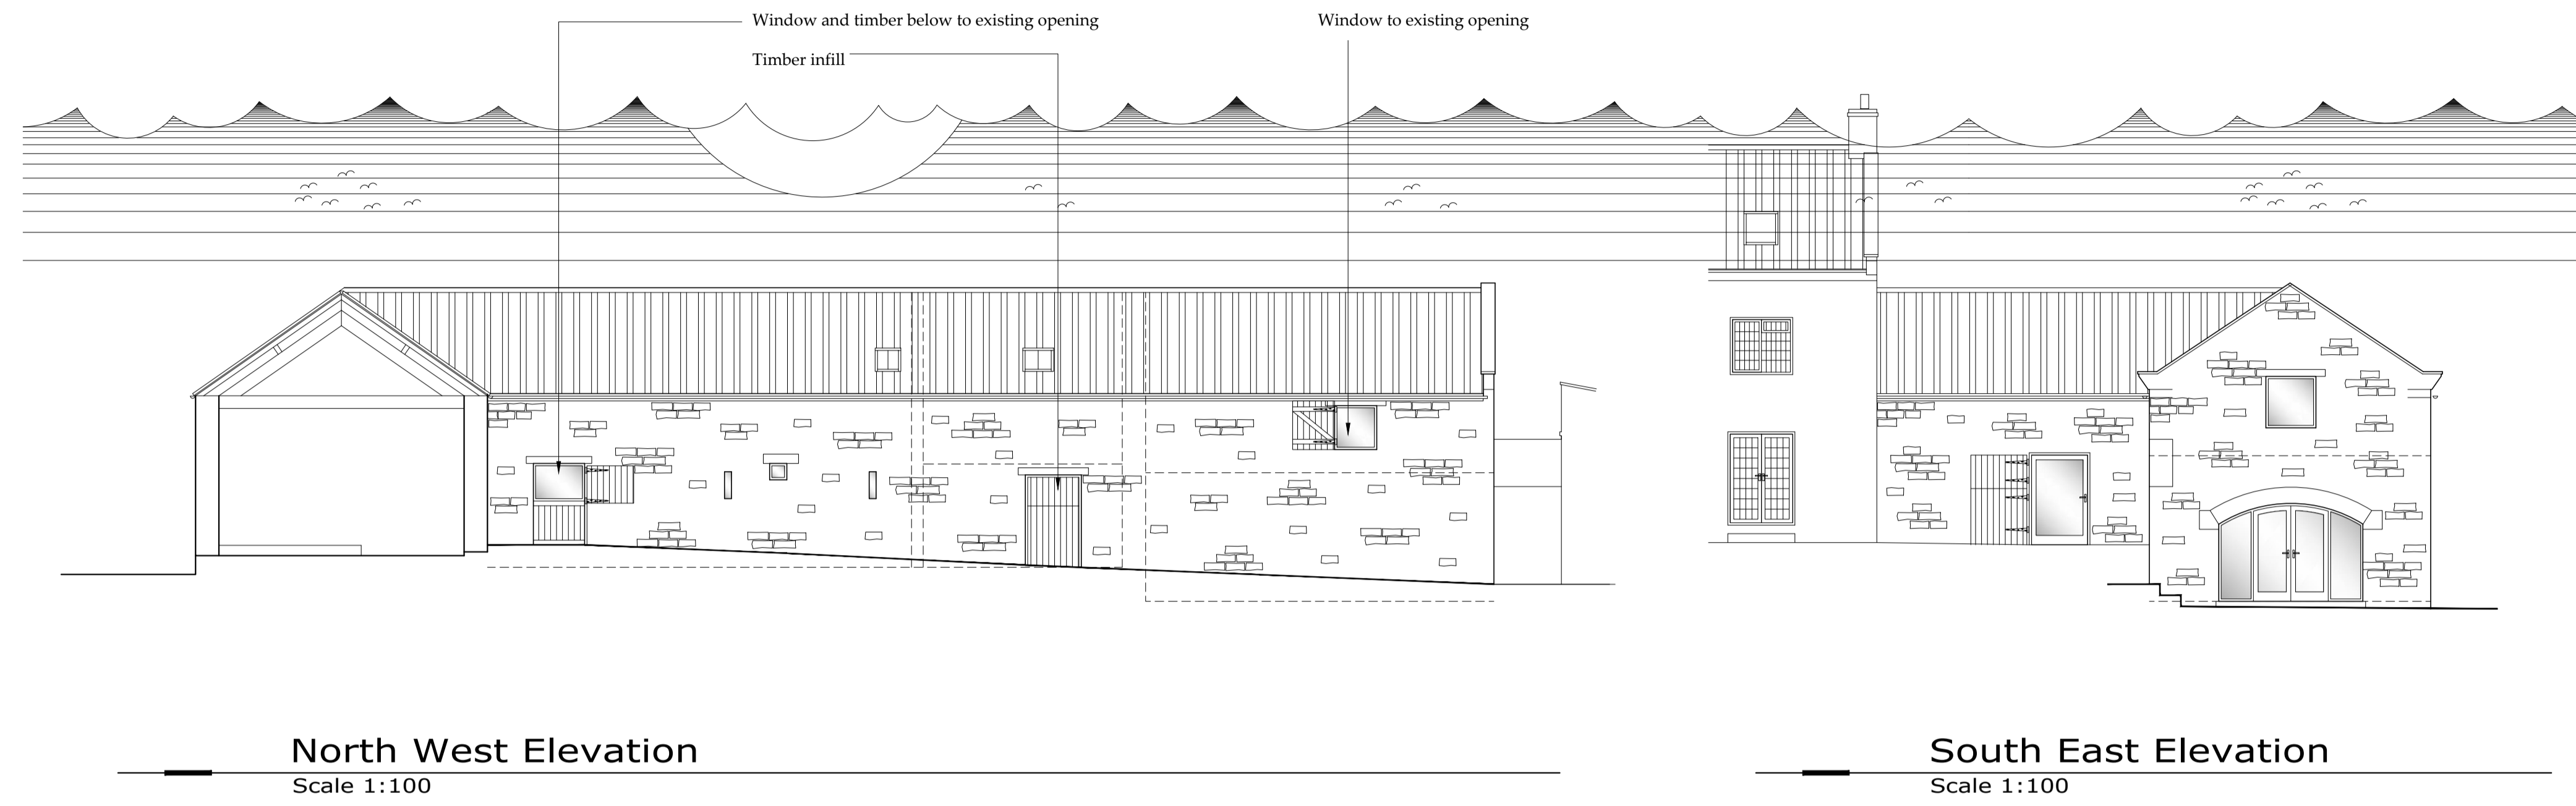 Window and timber below to existing opening
Window to existing opening
Timber infill
North West Elevation
Scale 1:100
South East Elevation
Scale 1:100